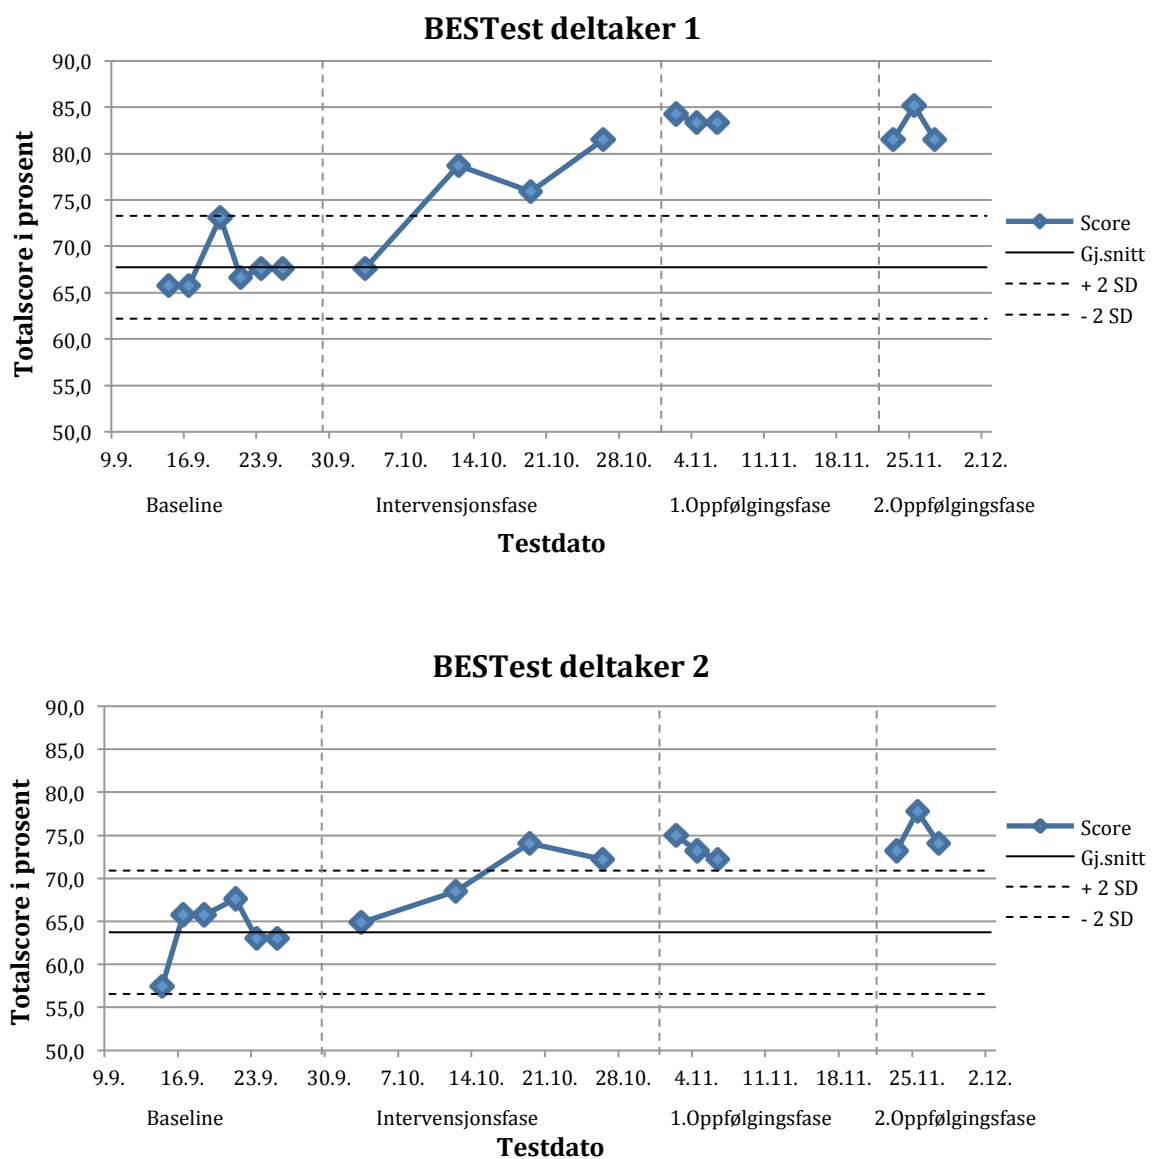 BESTest deltaker 1
90,0
85,0
80,0
75,0
70,0
65,0
60,0
55,0
50,0
Totalscore i prosent
9.9. 16.9. 23.9. 30.9. 7.10. 14.10. 21.10. 28.10. 4.11. 11.11. 18.11. 25.11. 2.12.
Baseline Intervensjonsfase 1.Oppfølgingsfase 2.Oppfølgingsfase
Testdato
Score
Gj.snitt
+ 2 SD
- 2 SD
BESTest deltaker 2
90,0
85,0
80,0
75,0
70,0
65,0
60,0
55,0
50,0
Totalscore i prosent
9.9. 16.9. 23.9. 30.9. 7.10. 14.10. 21.10. 28.10. 4.11. 11.11. 18.11. 25.11. 2.12.
Baseline Intervensjonsfase 1.Oppfølgingsfase 2.Oppfølgingsfase
Testdato
Score
Gj.snitt
+ 2 SD
- 2 SD